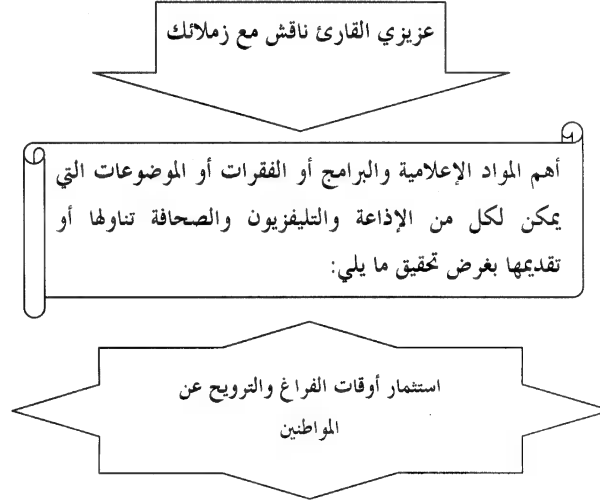 عزيزي القارئ ناقش مع زملائك
أهم المواد الإعلامية والبرامج أو الفقرات أو الموضوعات التي
يمكن لكل من الإذاعة والتليفزيون والصحافة تناولها أو
تقديمها بغرض تحقيق ما يلي:
استثمار أوقات الفراغ والترويح عن
المواطنين